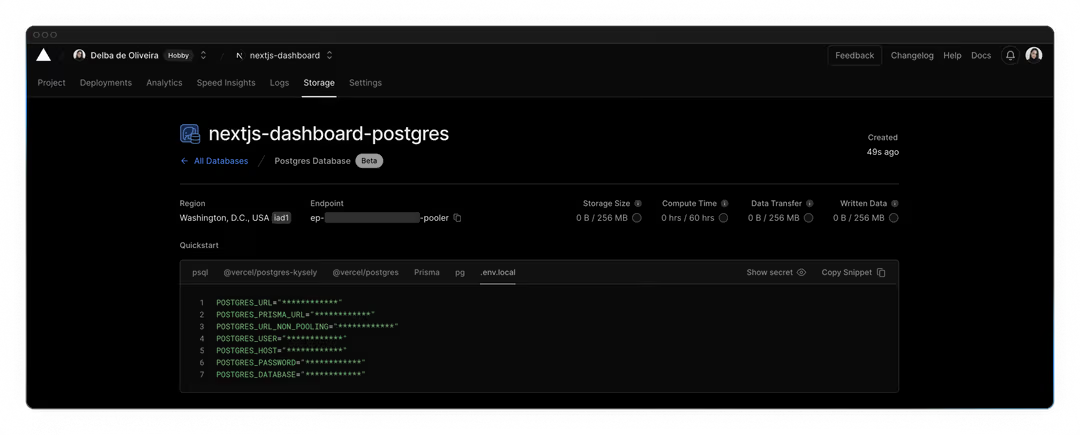 Delba de Oliveira Hobby / nextjs-dashboard Feedback Changelog Help Docs
Project Deployments Analytics Speed Insights Logs Storage Settings
nextjs-dashboard-postgres
Created
← All Databases / Postgres Database Beta
49s ago
Region Endpoint Storage Size Compute Time Data Transfer Written Data
Washington, D.C., USA iad1 ep- -pooler 0 B / 256 MB 0 hrs / 60 hrs 0 B / 256 MB 0 B / 256 MB
Quickstart
psql @vercel/postgres-kysely @vercel/postgres Prisma pg .env.local Show secret Copy Snippet
1 POSTGRES_URL="************"
2 POSTGRES_PRISMA_URL="************"
3 POSTGRES_URL_NON_POOLING="************"
4 POSTGRES_USER="************"
5 POSTGRES_HOST="************"
6 POSTGRES_PASSWORD="************"
7 POSTGRES_DATABASE="************"